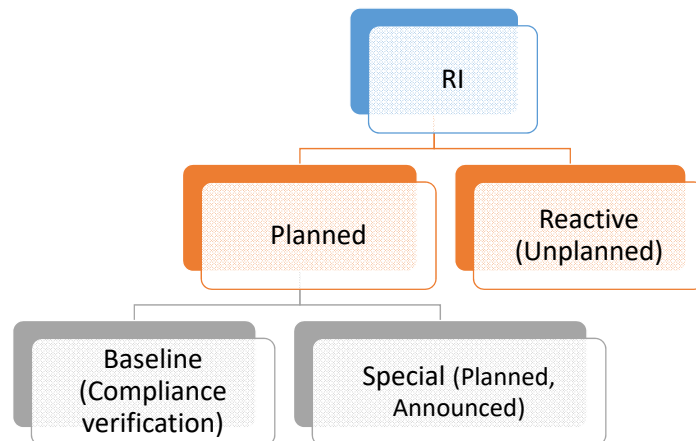 RI
Planned
Reactive
(Unplanned)
Baseline
(Compliance
verification)
Special (Planned,
Announced)